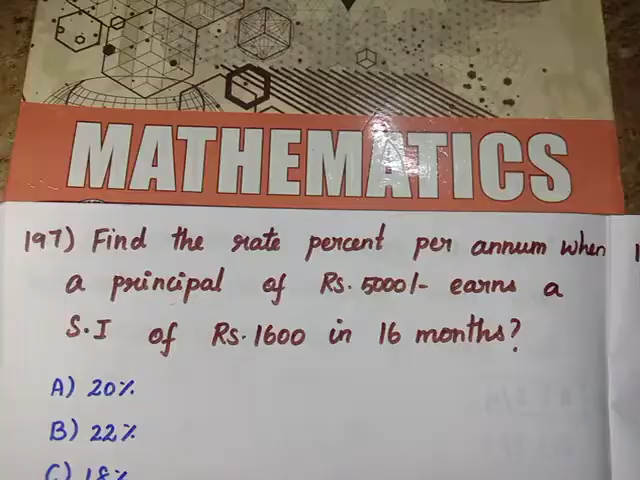 MATHEMATICS
197) Find the rate percent per annum when
a principal of Rs. 5000/- earns a
S.I of Rs. 1600 in 16 months?
A) 20%
B) 22%
C) 18%